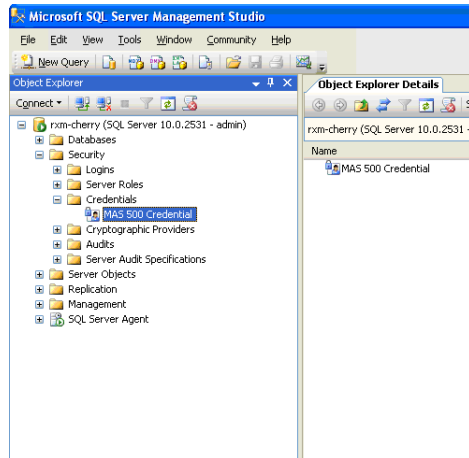 Microsoft SQL Server Management Studio
File Edit View Tools Window Community Help
New Query
Object Explorer
Connect
rxm-cherry (SQL Server 10.0.2531 - admin)
Databases
Security
Logins
Server Roles
Credentials
MAS 500 Credential
Cryptographic Providers
Audits
Server Audit Specifications
Server Objects
Replication
Management
SQL Server Agent
Object Explorer Details
S
rxm-cherry (SQL Server 10.0.2531 -
Name
MAS 500 Credential